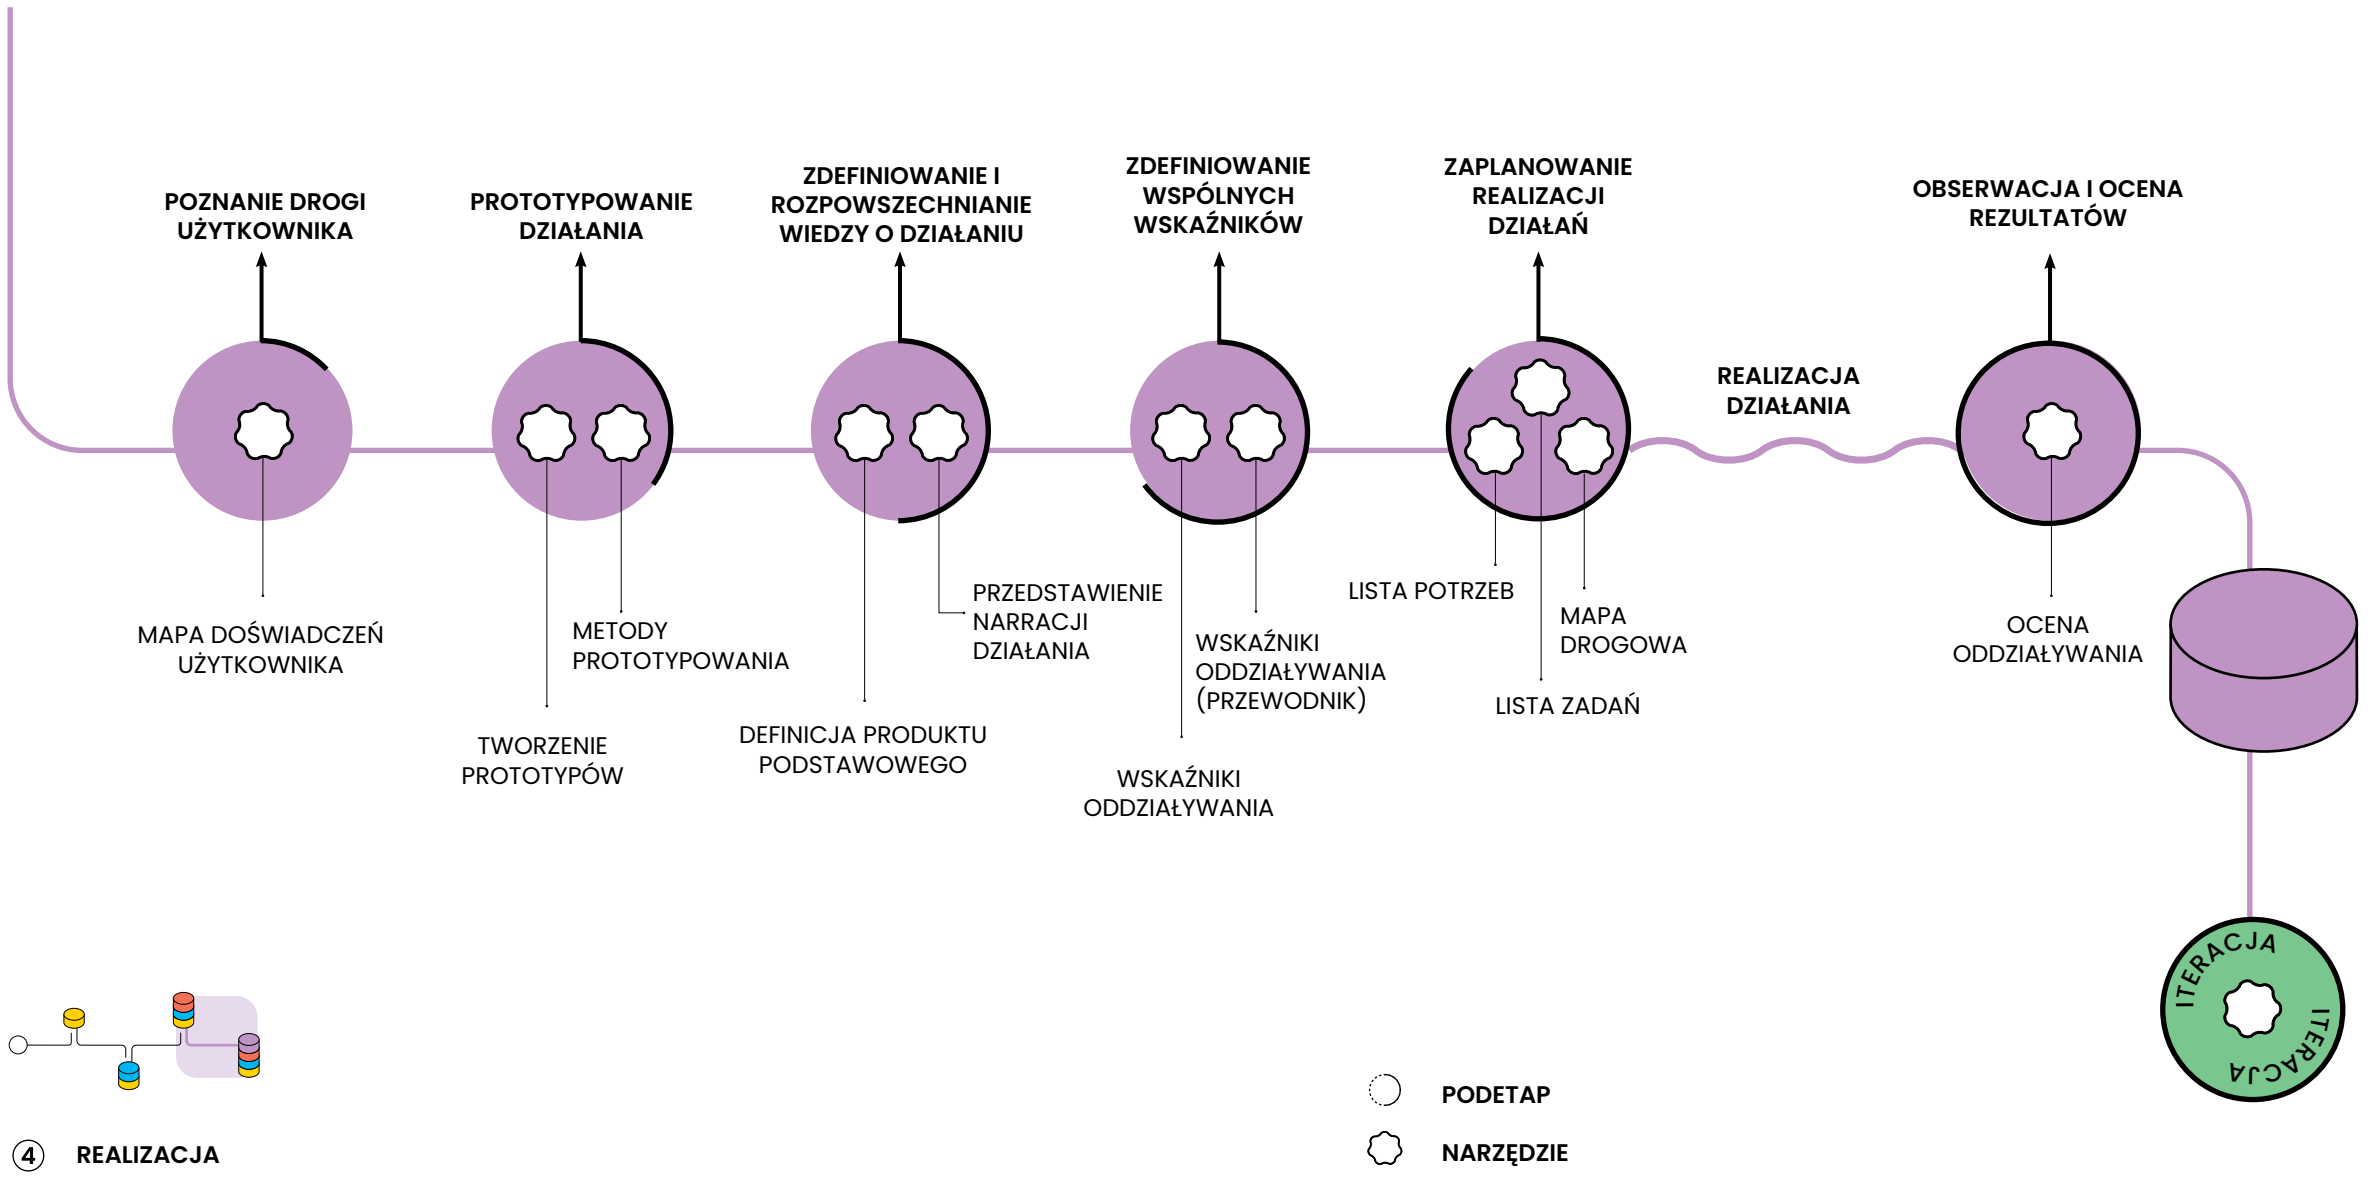 POZNANIE DROGI
UŻYTKOWNIKA
PROTOTYPOWANIE
DZIAŁANIA
ZDEFINIOWANIE I
ROZPOWSZECHNIANIE
WIEDZY O DZIAŁANIU
ZDEFINIOWANIE
WSPÓLNYCH
WSKAŹNIKÓW
ZAPLANOWANIE
REALIZACJI
DZIAŁAŃ
REALIZACJA
DZIAŁANIA
OBSERWACJA I OCENA
REZULTATÓW
MAPA DOŚWIADCZEŃ
UŻYTKOWNIKA
TWORZENIE
PROTOTYPÓW
METODY
PROTOTYPOWANIA
DEFINICJA PRODUKTU
PODSTAWOWEGO
PRZEDSTAWIENIE
NARRACJI
DZIAŁANIA
WSKAŹNIKI
ODDZIAŁYWANIA
WSKAŹNIKI
ODDZIAŁYWANIA
(PRZEWODNIK)
LISTA POTRZEB
LISTA ZADAŃ
MAPA
DROGOWA
OCENA
ODDZIAŁYWANIA
ITERACJA
ITERACJA
4 REALIZACJA
PODETAP
NARZĘDZIE